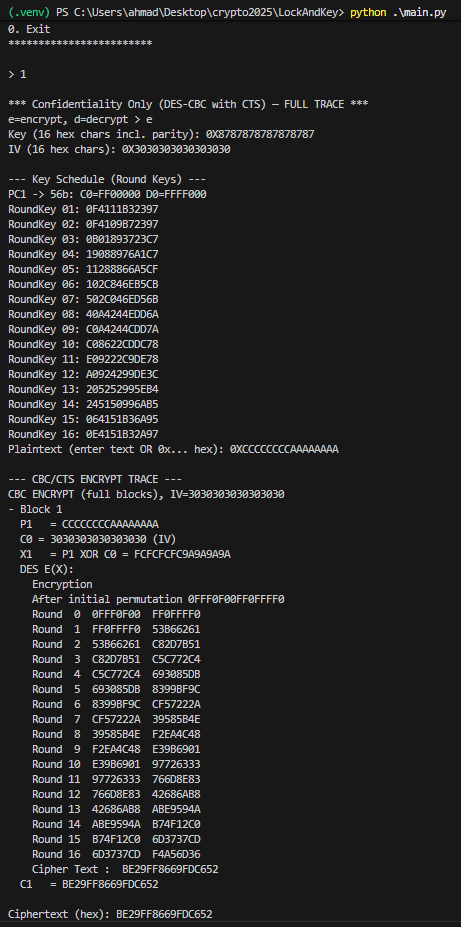 (.venv) PS C:\Users\ahmad\Desktop\crypto2025\LockAndKey> python .\main.py
0. Exit
************************
> 1
*** Confidentiality Only (DES-CBC with CTS) — FULL TRACE ***
e=encrypt, d=decrypt > e
Key (16 hex chars incl. parity): 0X8787878787878787
IV (16 hex chars): 0X3030303030303030
--- Key Schedule (Round Keys) ---
PC1 -> 56b: C0=FF00000 D0=FFFF000
RoundKey 01: 0F4111B32397
RoundKey 02: 0F4109B72397
RoundKey 03: 0B01893723C7
RoundKey 04: 19088976A1C7
RoundKey 05: 11288866A5CF
RoundKey 06: 102C846EB5CB
RoundKey 07: 502C046ED56B
RoundKey 08: 40A4244EDD6A
RoundKey 09: C0A4244CDD7A
RoundKey 10: C08622CDDC78
RoundKey 11: E09222C9DE78
RoundKey 12: A0924299DE3C
RoundKey 13: 205252995EB4
RoundKey 14: 245150996AB5
RoundKey 15: 064151B36A95
RoundKey 16: 0E4151B32A97
Plaintext (enter text OR 0x... hex): 0XCCCCCCCCAAAAAAAA
--- CBC/CTS ENCRYPT TRACE ---
CBC ENCRYPT (full blocks), IV=3030303030303030
- Block 1
P1 = CCCCCCCCAAAAAAAA
C0 = 3030303030303030 (IV)
X1 = P1 XOR C0 = FCFCFCFC9A9A9A9A
DES E(X):
Encryption
After initial permutation 0FFF0F00FF0FFFF0
Round 0 0FFF0F00 FF0FFFF0
Round 1 FF0FFFF0 53B66261
Round 2 53B66261 C82D7B51
Round 3 C82D7B51 C5C772C4
Round 4 C5C772C4 693085DB
Round 5 693085DB 8399BF9C
Round 6 8399BF9C CF57222A
Round 7 CF57222A 39585B4E
Round 8 39585B4E F2EA4C48
Round 9 F2EA4C48 E39B6901
Round 10 E39B6901 97726333
Round 11 97726333 766D8E83
Round 12 766D8E83 42686AB8
Round 13 42686AB8 ABE9594A
Round 14 ABE9594A B74F12C0
Round 15 B74F12C0 6D3737CD
Round 16 6D3737CD F4A56D36
Cipher Text : BE29FF8669FDC652
C1 = BE29FF8669FDC652
Ciphertext (hex): BE29FF8669FDC652